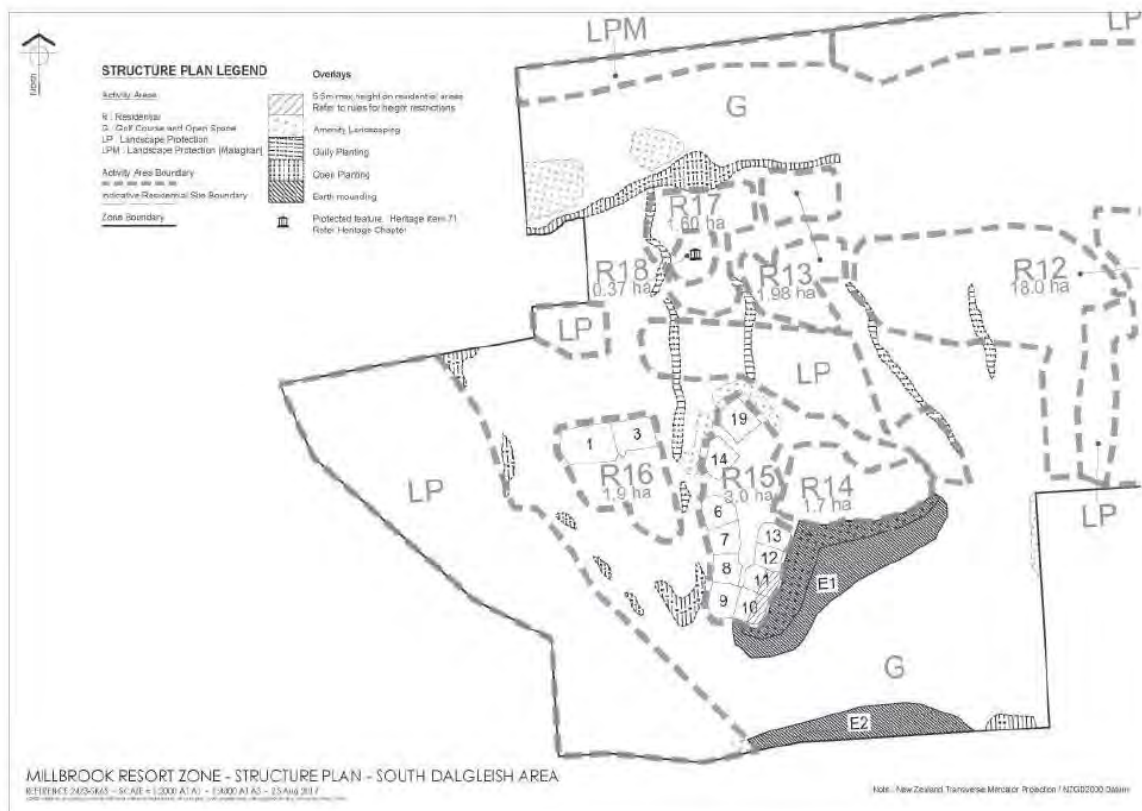 LPM
LP
North
STRUCTURE PLAN LEGEND
Activity Areas
R : Residential
G : Golf Course and Open Space
LP : Landscape Protection
LPM : Landscape Protection (Malaghan)
Activity Area Boundary
Indicative Residential Site Boundary
Zone Boundary
Overlays
5.5m max height on residential areas
Refer to rules for height restrictions
Amenity Landscaping
Gully Planting
Open Planting
Earth mounding
Protected feature : Heritage Item 71
Refer Heritage Chapter
G
R17
1.60 ha
R18
0.37 ha
R13
1.98 ha
R12
18.0 ha
LP
LP
19
1
3
14
R16
1.9 ha
R15
3.0 ha
R14
1.7 ha
LP
LP
6
7
8
9
13
12
11
10
E1
G
E2
MILLBROOK RESORT ZONE - STRUCTURE PLAN - SOUTH DALGLEISH AREA
Note : New Zealand Transverse Mercator Projection / NZGD2000 Datum